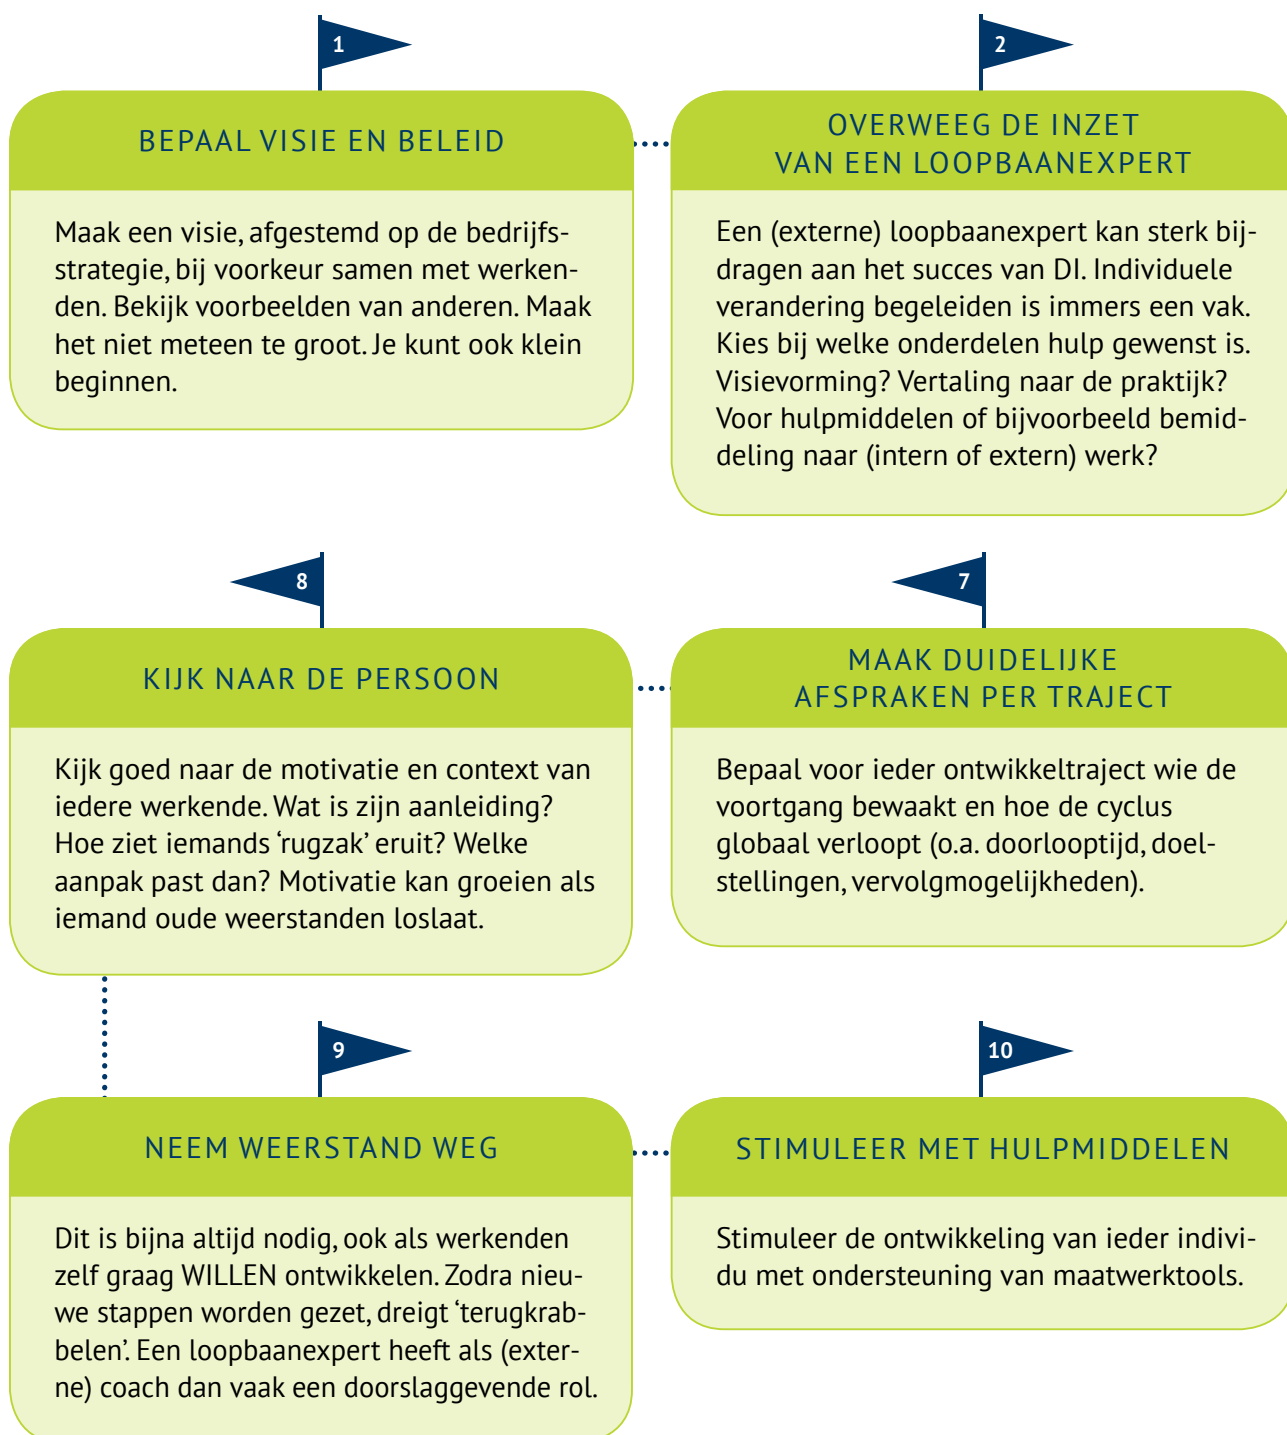 1
BEPAAL VISIE EN BELEID
Maak een visie, afgestemd op de bedrijfs-
strategie, bij voorkeur samen met werken-
den. Bekijk voorbeelden van anderen. Maak
het niet meteen te groot. Je kunt ook klein
beginnen.
2
OVERWEEG DE INZET
VAN EEN LOOPBAANEXPERT
Een (externe) loopbaanexpert kan sterk bij-
dragen aan het succes van DI. Individuele
verandering begeleiden is immers een vak.
Kies bij welke onderdelen hulp gewenst is.
Visievorming? Vertaling naar de praktijk?
Voor hulpmiddelen of bijvoorbeeld bemid-
deling naar (intern of extern) werk?
8
KIJK NAAR DE PERSOON
Kijk goed naar de motivatie en context van
iedere werkende. Wat is zijn aanleiding?
Hoe ziet iemands ‘rugzak’ eruit? Welke
aanpak past dan? Motivatie kan groeien als
iemand oude weerstanden loslaat.
7
MAAK DUIDELIJKE
AFSPRAKEN PER TRAJECT
Bepaal voor ieder ontwikkeltraject wie de
voortgang bewaakt en hoe de cyclus
globaal verloopt (o.a. doorlooptijd, doel-
stellingen, vervolgmogelijkheden).
9
NEEM WEERSTAND WEG
Dit is bijna altijd nodig, ook als werkenden
zelf graag WILLEN ontwikkelen. Zodra nieu-
we stappen worden gezet, dreigt ‘terugkrab-
belen’. Een loopbaanexpert heeft als (exter-
ne) coach dan vaak een doorslaggevende rol.
10
STIMULEER MET HULPMIDDELEN
Stimuleer de ontwikkeling van ieder indivi-
du met ondersteuning van maatwerktools.